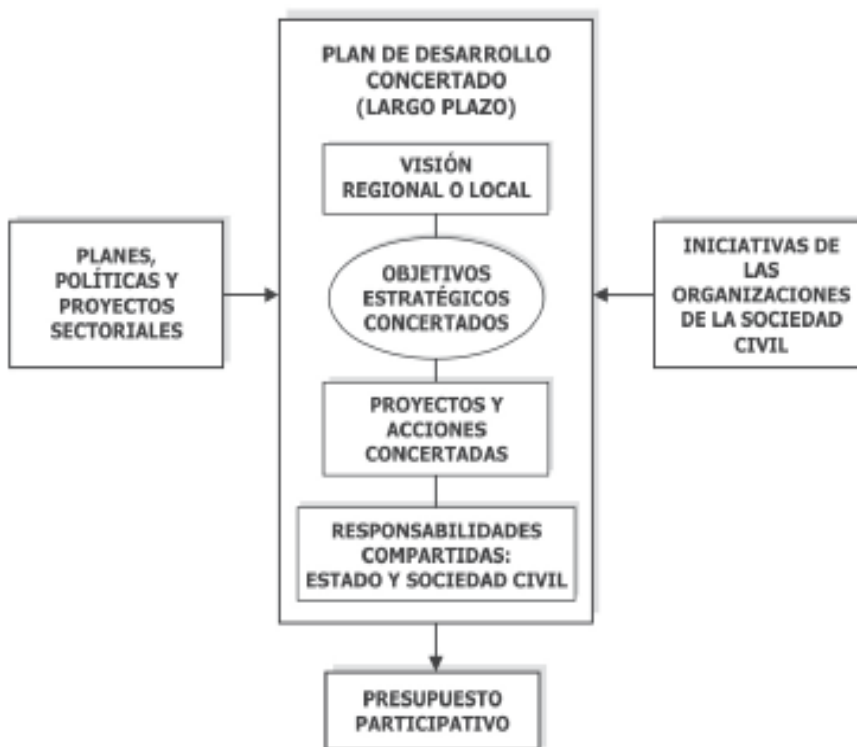 PLAN DE DESARROLLO
CONCERTADO
(LARGO PLAZO)
VISIÓN
REGIONAL O LOCAL
PLANES,
POLÍTICAS Y
PROYECTOS
SECTORIALES
OBJETIVOS
ESTRATÉGICOS
CONCERTADOS
INICIATIVAS DE
LAS
ORGANIZACIONES
DE LA SOCIEDAD
CIVIL
PROYECTOS Y
ACCIONES
CONCERTADAS
RESPONSABILIDADES
COMPARTIDAS:
ESTADO Y SOCIEDAD CIVIL
PRESUPUESTO
PARTICIPATIVO